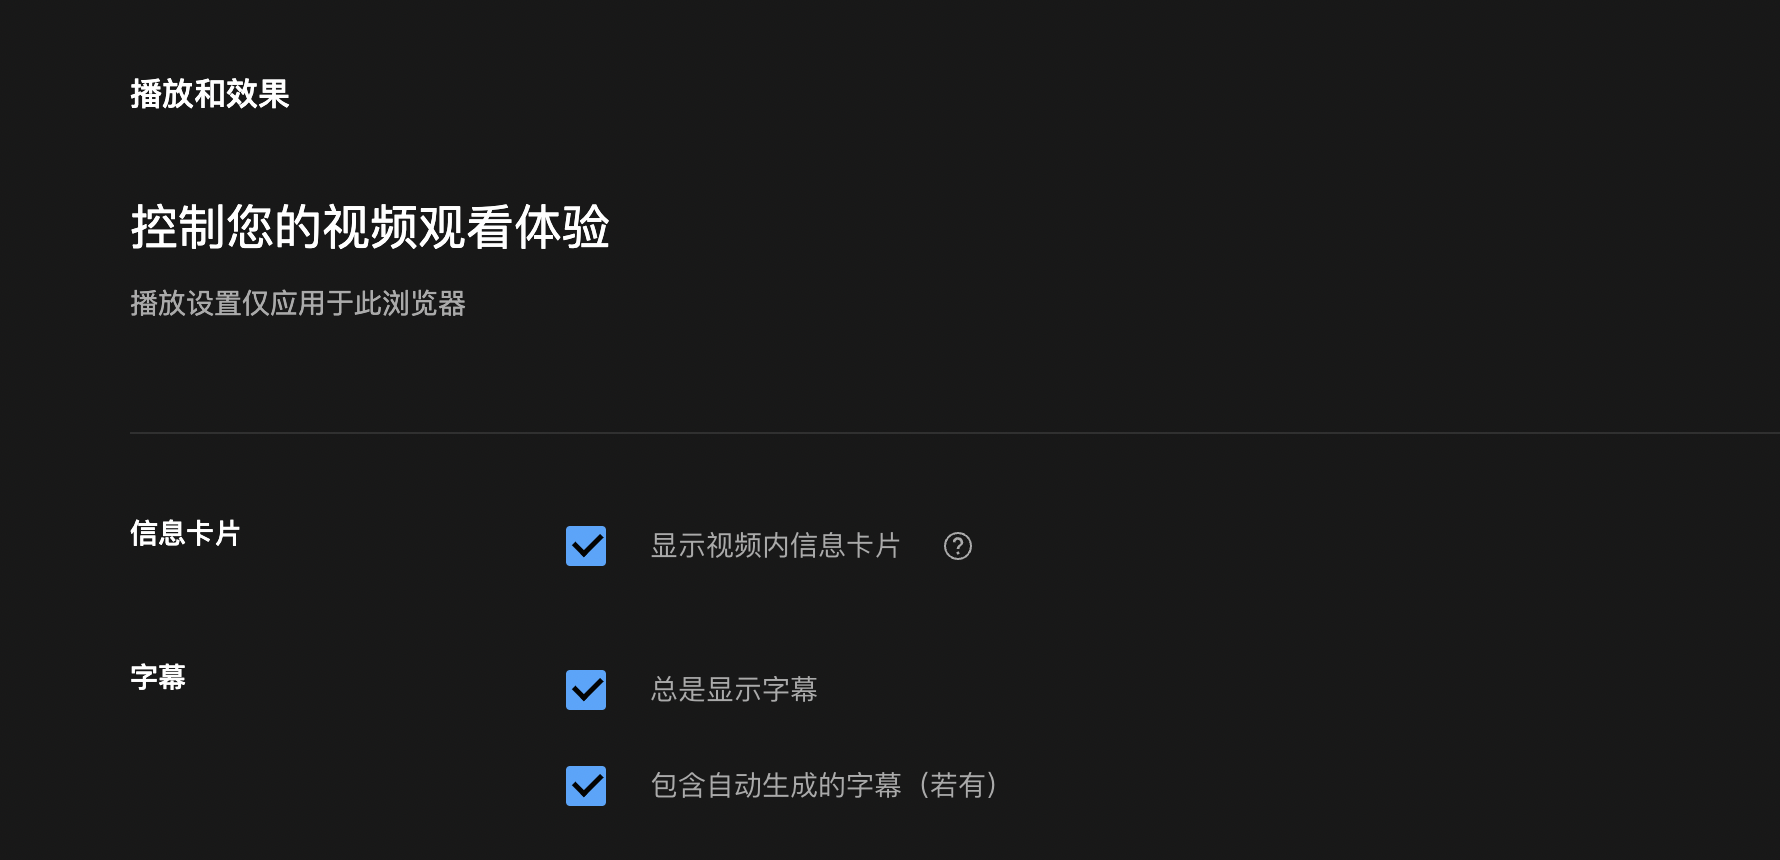 播放和效果
控制您的视频观看体验
播放设置仅应用于此浏览器
信息卡片
显示视频内信息卡片
字幕
总是显示字幕
包含自动生成的字幕（若有）